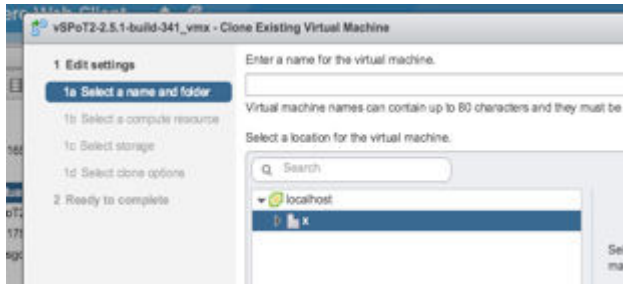 Web Client
vSPoT2-2.5.1-build-341_vmx - Clone Existing Virtual Machine
1 Edit settings
1a Select a name and folder
1b Select a compute resource
1c Select storage
1d Select clone options
2 Ready to complete
Enter a name for the virtual machine.
Virtual machine names can contain up to 80 characters and they must be
Select a location for the virtual machine.
Search
localhost
x